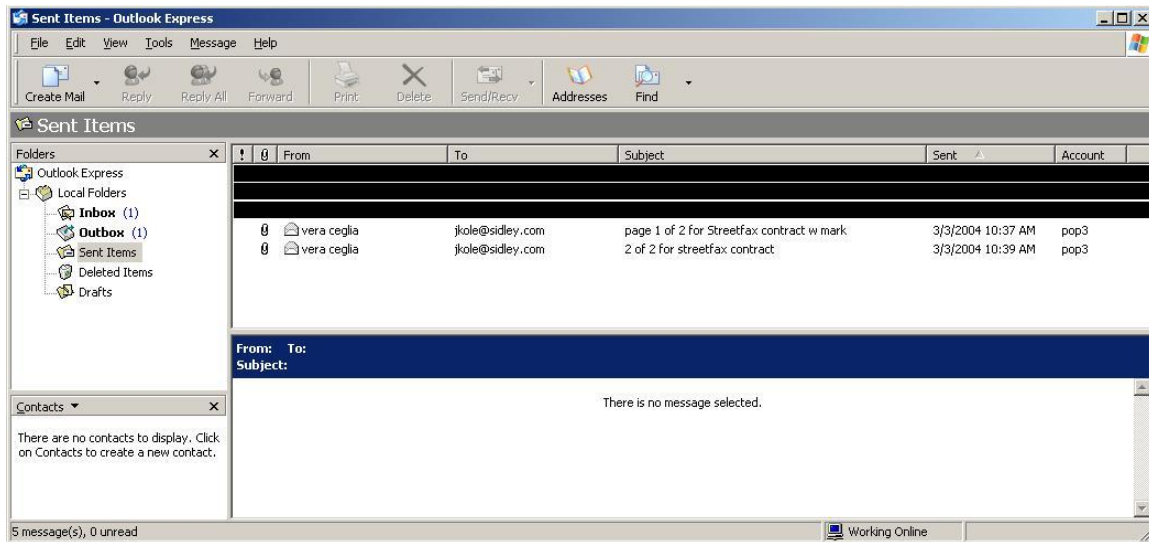 Sent Items - Outlook Express
File Edit View Tools Message Help
Create Mail Reply Reply All Forward Print Delete Send/Recv Addresses Find
Sent Items
Folders
Outlook Express
Local Folders
Inbox (1)
Outbox (1)
Sent Items
Deleted Items
Drafts
! From To Subject Sent Account
vera ceglia jkole@sidley.com page 1 of 2 for Streetfax contract w mark 3/3/2004 10:37 AM pop3
vera ceglia jkole@sidley.com 2 of 2 for streetfax contract 3/3/2004 10:39 AM pop3
From: To:
Subject:
There is no message selected.
Contacts
There are no contacts to display. Click
on Contacts to create a new contact.
5 message(s), 0 unread
Working Online